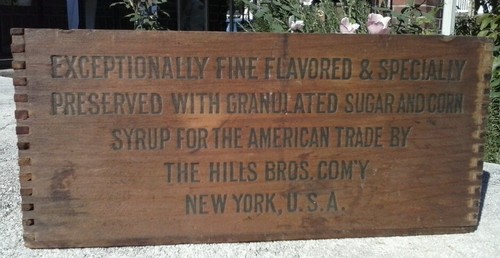 EXCEPTIONALLY FINE FLAVORED & SPECIALLY
PRESERVED WITH GRANULATED SUGAR AND CORN
SYRUP FOR THE AMERICAN TRADE BY
THE HILLS BROS. COM'Y
NEW YORK, U.S.A.